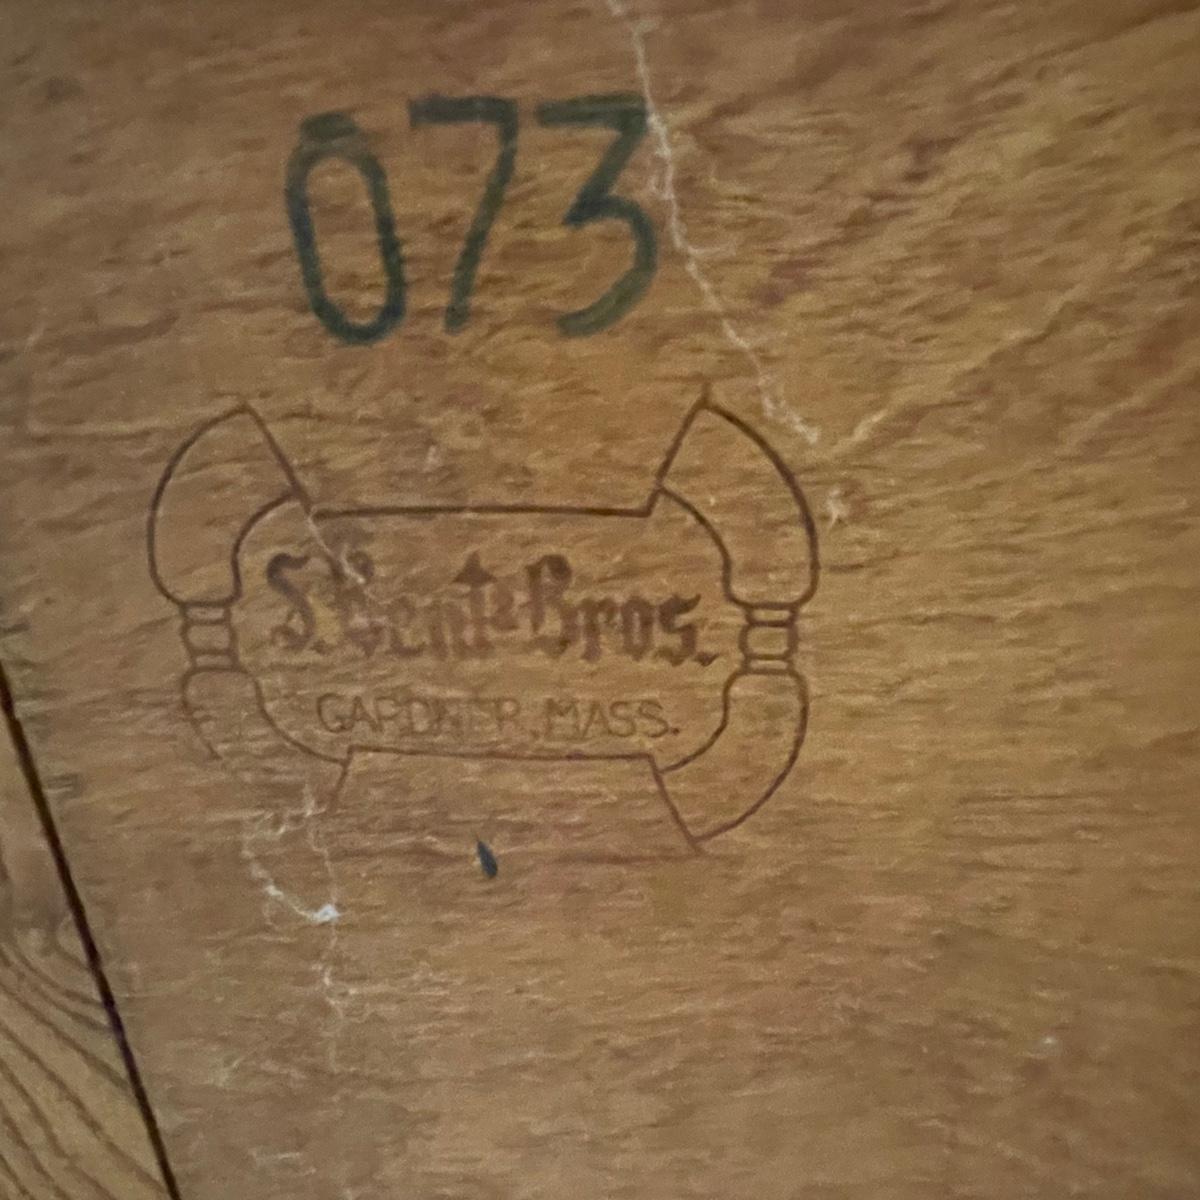 073
S. Bent & Bros.
GARDNER, MASS.